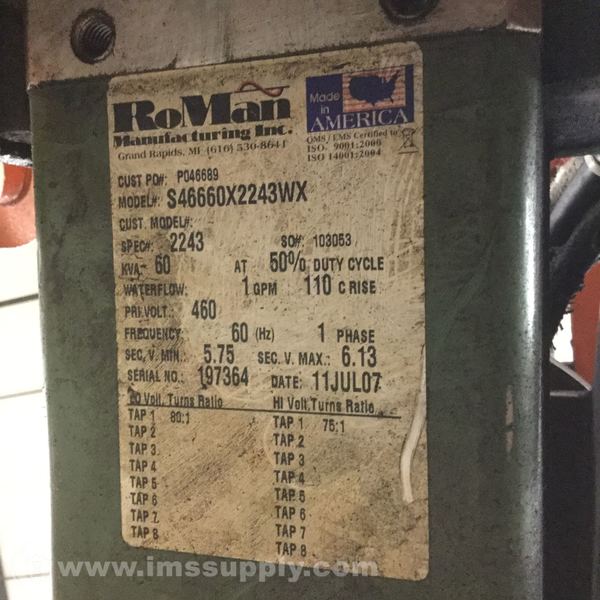 RoMan
Manufacturing Inc.
Grand Rapids, MI (616) 530-8641
Made
in
AMERICA
QMS / EMS Certified to
ISO. 9001:2000
ISO 14001:2004
CUST PO#: P046689
MODEL#: S46660X2243WX
CUST. MODEL#:
SPEC#: 2243 SO#: 103053
KVA- 60 AT 50% DUTY CYCLE
WATERFLOW: 1 GPM 110 C RISE
PRI.VOLT.: 460
FREQUENCY: 60 (Hz) 1 PHASE
SEC. V. MIN.: 5.75 SEC. V. MAX.: 6.13
SERIAL NO.: 197364 DATE: 11JUL07
LO Volt. Turns Ratio HI Volt. Turns Ratio
TAP 1 80:1 TAP 1 75:1
TAP 2 TAP 2
TAP 3 TAP 3
TAP 4 TAP 4
TAP 5 TAP 5
TAP 6 TAP 6
TAP 7 TAP 7
TAP 8 TAP 8
© www.imssupply.com